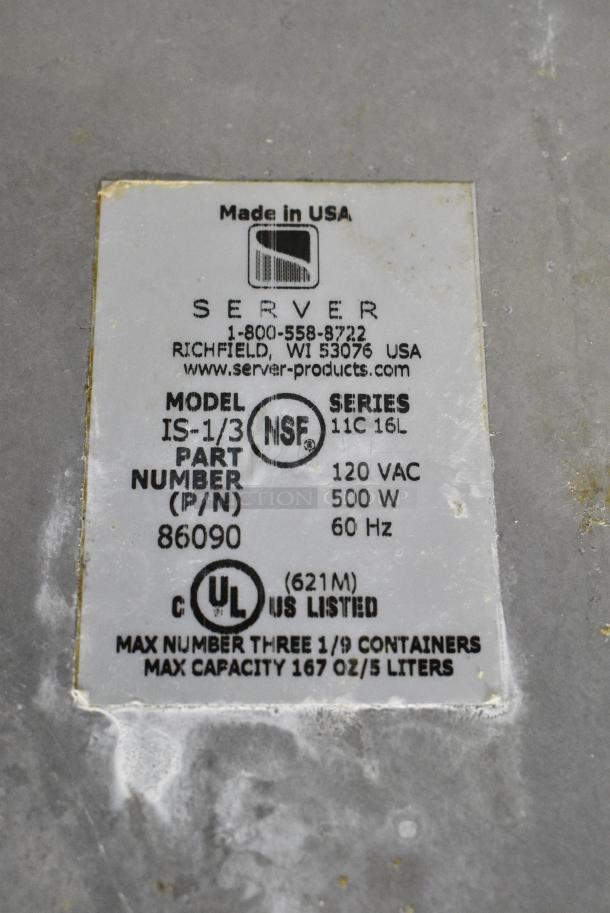 Made in USA
SERVER
1-800-558-8722
RICHFIELD, WI 53076 USA
www.server-products.com
MODEL
IS-1/3
PART
NUMBER
(P/N)
86090
NSF®
SERIES
11C 16L
120 VAC
500 W
60 Hz
C UL US LISTED
(621M)
MAX NUMBER THREE 1/9 CONTAINERS
MAX CAPACITY 167 OZ/5 LITERS